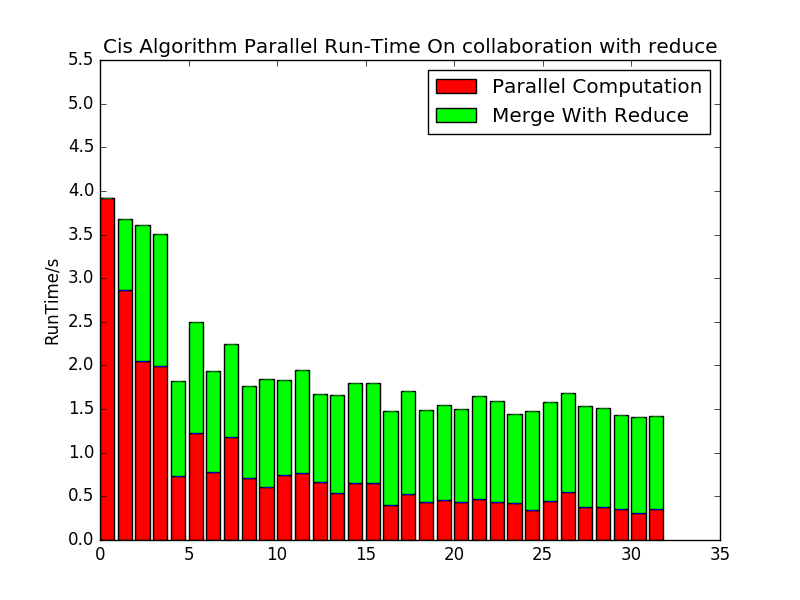 Cis Algorithm Parallel Run-Time On collaboration with reduce
Parallel Computation
Merge With Reduce
RunTime/s
5.5
5.0
4.5
4.0
3.5
3.0
2.5
2.0
1.5
1.0
0.5
0.0
0 5 10 15 20 25 30 35